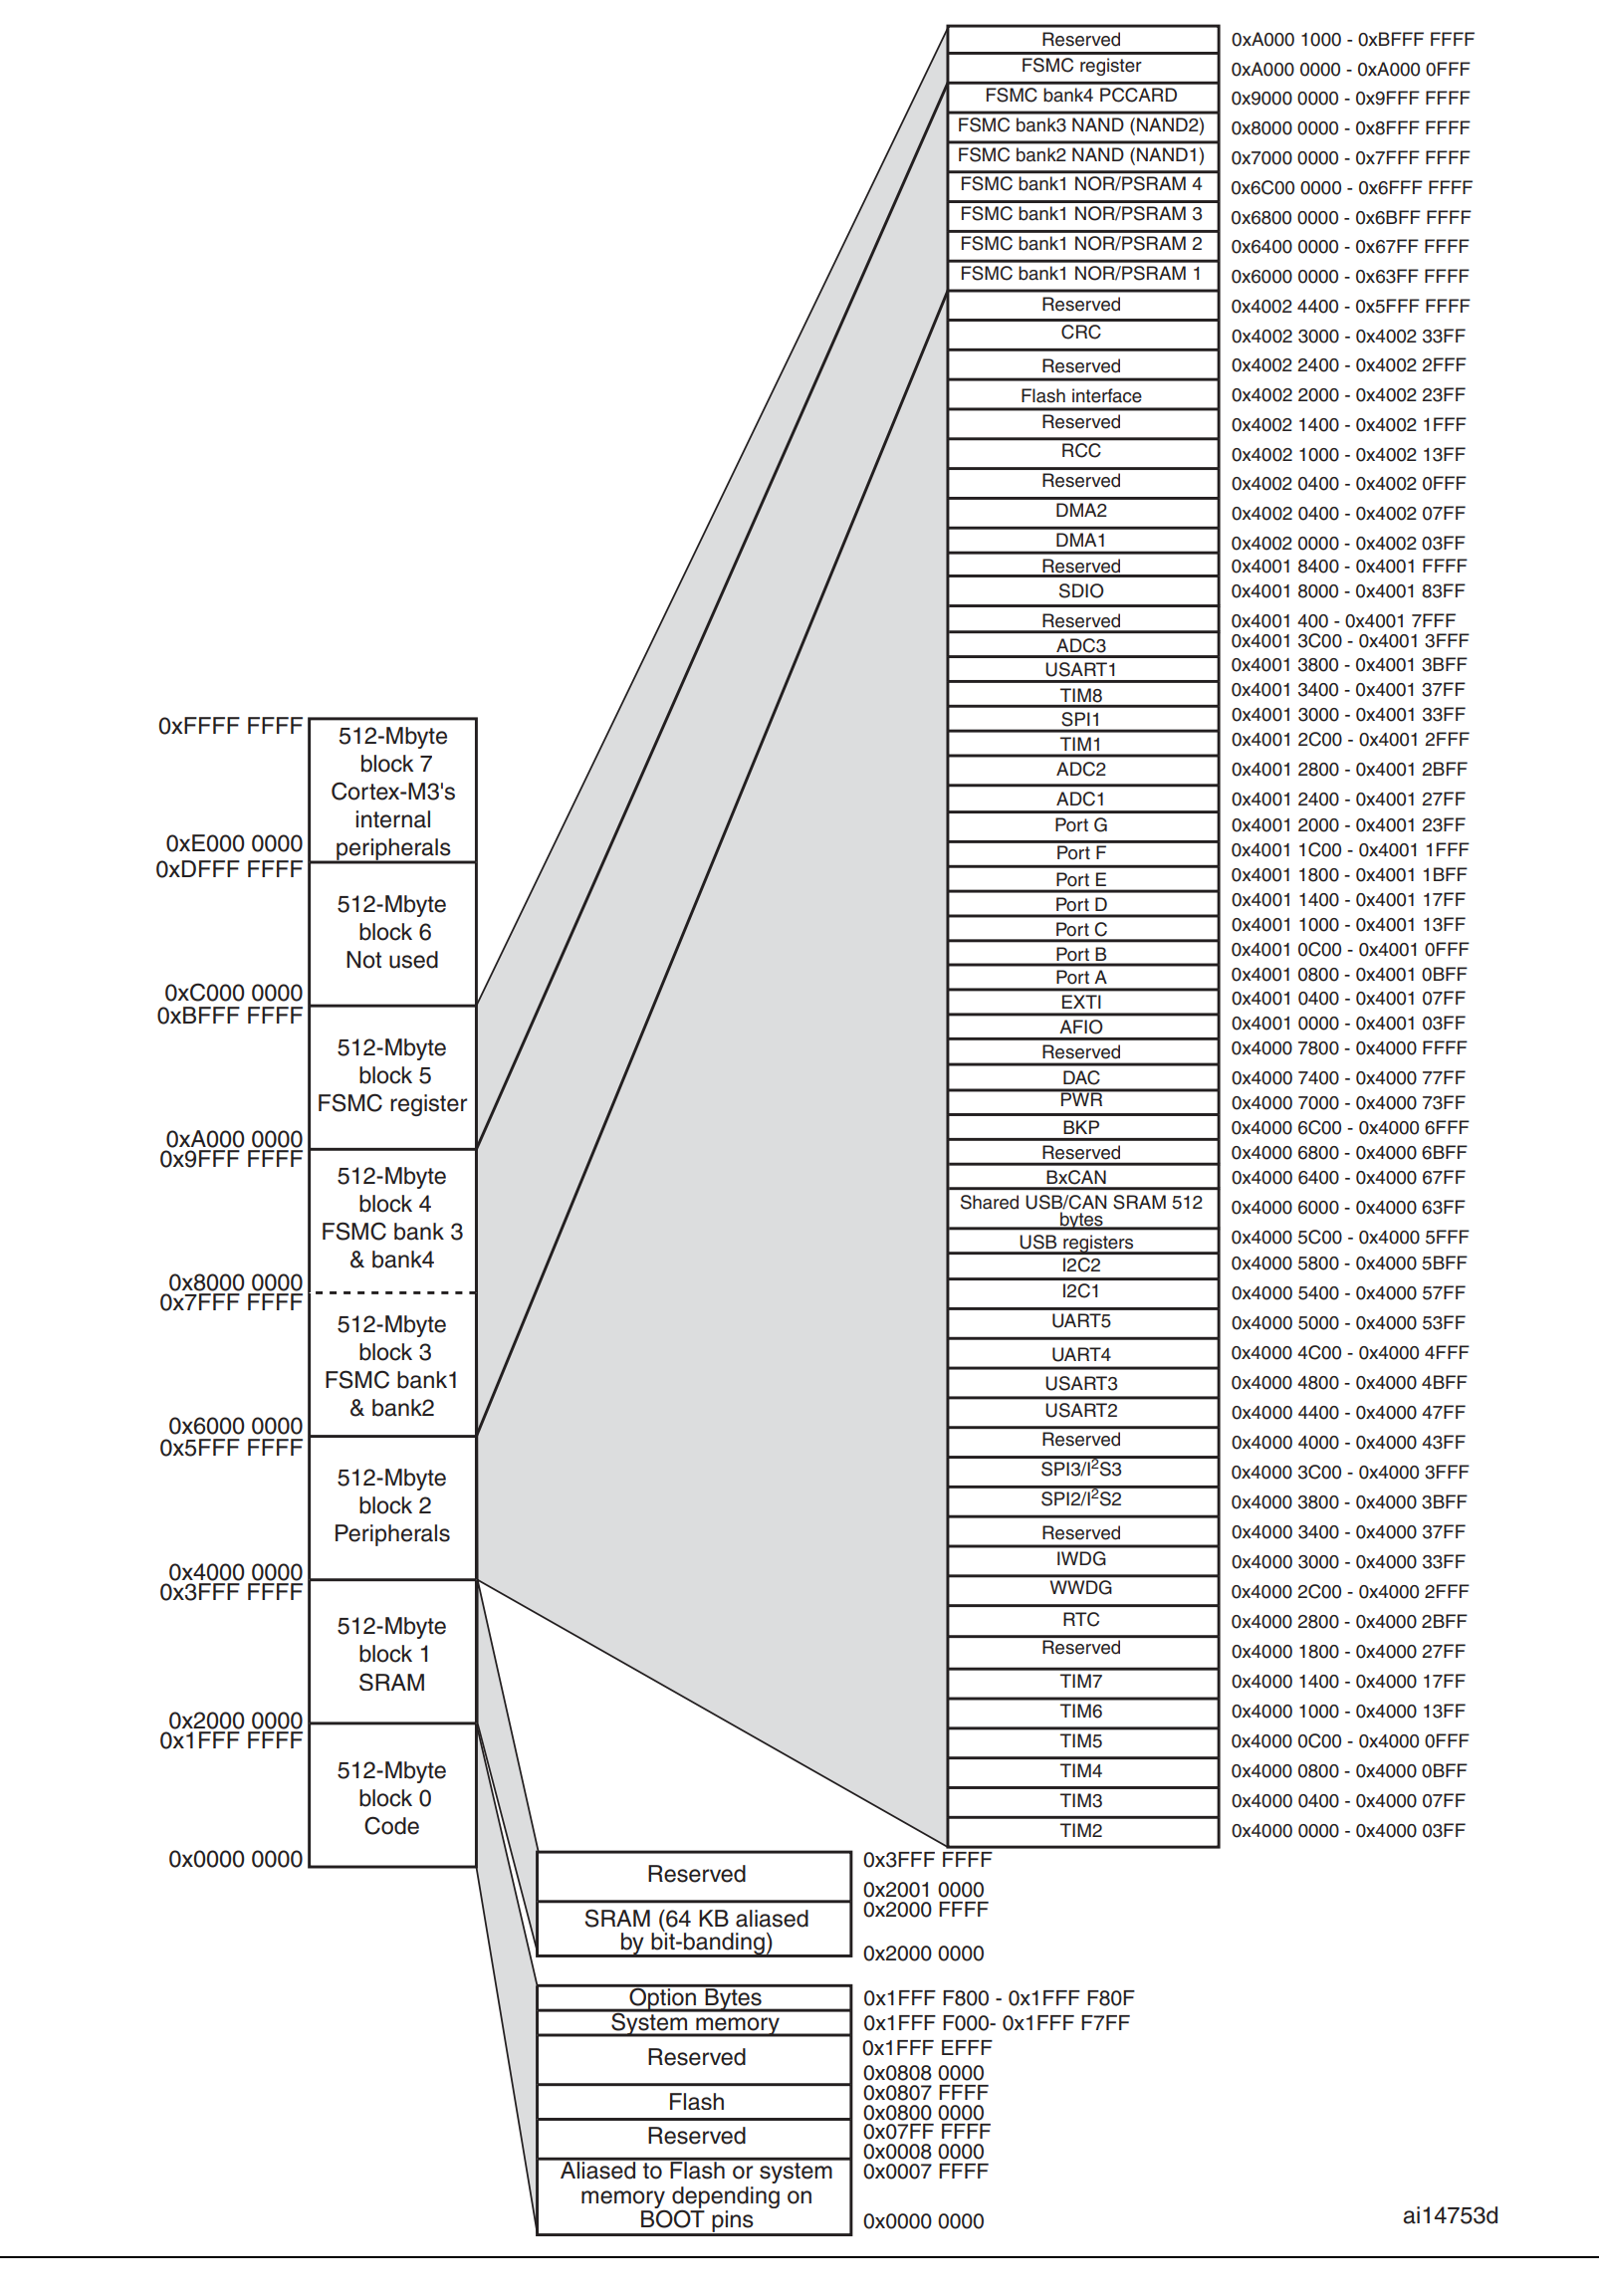 Reserved 0xA000 1000 - 0xBFFF FFFF
FSMC register 0xA000 0000 - 0xA000 0FFF
FSMC bank4 PCCARD 0x9000 0000 - 0x9FFF FFFF
FSMC bank3 NAND (NAND2) 0x8000 0000 - 0x8FFF FFFF
FSMC bank2 NAND (NAND1) 0x7000 0000 - 0x7FFF FFFF
FSMC bank1 NOR/PSRAM 4 0x6C00 0000 - 0x6FFF FFFF
FSMC bank1 NOR/PSRAM 3 0x6800 0000 - 0x6BFF FFFF
FSMC bank1 NOR/PSRAM 2 0x6400 0000 - 0x67FF FFFF
FSMC bank1 NOR/PSRAM 1 0x6000 0000 - 0x63FF FFFF
Reserved 0x4002 4400 - 0x5FFF FFFF
CRC 0x4002 3000 - 0x4002 33FF
Reserved 0x4002 2400 - 0x4002 2FFF
Flash interface 0x4002 2000 - 0x4002 23FF
Reserved 0x4002 1400 - 0x4002 1FFF
RCC 0x4002 1000 - 0x4002 13FF
Reserved 0x4002 0400 - 0x4002 0FFF
DMA2 0x4002 0400 - 0x4002 07FF
DMA1 0x4002 0000 - 0x4002 03FF
Reserved 0x4001 8400 - 0x4001 FFFF
SDIO 0x4001 8000 - 0x4001 83FF
Reserved 0x4001 400 - 0x4001 7FFF
ADC3 0x4001 3C00 - 0x4001 3FFF
USART1 0x4001 3800 - 0x4001 3BFF
TIM8 0x4001 3400 - 0x4001 37FF
SPI1 0x4001 3000 - 0x4001 33FF
TIM1 0x4001 2C00 - 0x4001 2FFF
ADC2 0x4001 2800 - 0x4001 2BFF
ADC1 0x4001 2400 - 0x4001 27FF
Port G 0x4001 2000 - 0x4001 23FF
Port F 0x4001 1C00 - 0x4001 1FFF
Port E 0x4001 1800 - 0x4001 1BFF
Port D 0x4001 1400 - 0x4001 17FF
Port C 0x4001 1000 - 0x4001 13FF
Port B 0x4001 0C00 - 0x4001 0FFF
Port A 0x4001 0800 - 0x4001 0BFF
EXTI 0x4001 0400 - 0x4001 07FF
AFIO 0x4001 0000 - 0x4001 03FF
Reserved 0x4000 7800 - 0x4000 FFFF
DAC 0x4000 7400 - 0x4000 77FF
PWR 0x4000 7000 - 0x4000 73FF
BKP 0x4000 6C00 - 0x4000 6FFF
Reserved 0x4000 6800 - 0x4000 6BFF
BxCAN 0x4000 6400 - 0x4000 67FF
Shared USB/CAN SRAM 512 0x4000 6000 - 0x4000 63FF
bytes
USB registers 0x4000 5C00 - 0x4000 5FFF
I2C2 0x4000 5800 - 0x4000 5BFF
I2C1 0x4000 5400 - 0x4000 57FF
UART5 0x4000 5000 - 0x4000 53FF
UART4 0x4000 4C00 - 0x4000 4FFF
USART3 0x4000 4800 - 0x4000 4BFF
USART2 0x4000 4400 - 0x4000 47FF
Reserved 0x4000 4000 - 0x4000 43FF
SPI3/I²S3 0x4000 3C00 - 0x4000 3FFF
SPI2/I²S2 0x4000 3800 - 0x4000 3BFF
Reserved 0x4000 3400 - 0x4000 37FF
IWDG 0x4000 3000 - 0x4000 33FF
WWDG 0x4000 2C00 - 0x4000 2FFF
RTC 0x4000 2800 - 0x4000 2BFF
Reserved 0x4000 1800 - 0x4000 27FF
TIM7 0x4000 1400 - 0x4000 17FF
TIM6 0x4000 1000 - 0x4000 13FF
TIM5 0x4000 0C00 - 0x4000 0FFF
TIM4 0x4000 0800 - 0x4000 0BFF
TIM3 0x4000 0400 - 0x4000 07FF
TIM2 0x4000 0000 - 0x4000 03FF
0xFFFF FFFF
512-Mbyte
block 7
Cortex-M3's
internal
peripherals
0xE000 0000
0xDFFF FFFF
512-Mbyte
block 6
Not used
0xC000 0000
0xBFFF FFFF
512-Mbyte
block 5
FSMC register
0xA000 0000
0x9FFF FFFF
512-Mbyte
block 4
FSMC bank 3
& bank4
0x8000 0000
0x7FFF FFFF
512-Mbyte
block 3
FSMC bank1
& bank2
0x6000 0000
0x5FFF FFFF
512-Mbyte
block 2
Peripherals
0x4000 0000
0x3FFF FFFF
512-Mbyte
block 1
SRAM
0x2000 0000
0x1FFF FFFF
512-Mbyte
block 0
Code
0x0000 0000
0x3FFF FFFF
Reserved
0x2001 0000
0x2000 FFFF
SRAM (64 KB aliased
by bit-banding)
0x2000 0000
Option Bytes 0x1FFF F800 - 0x1FFF F80F
System memory 0x1FFF F000- 0x1FFF F7FF
0x1FFF EFFF
Reserved
0x0808 0000
0x0807 FFFF
Flash
0x0800 0000
0x07FF FFFF
Reserved
0x0008 0000
Aliased to Flash or system 0x0007 FFFF
memory depending on
BOOT pins 0x0000 0000
ai14753d